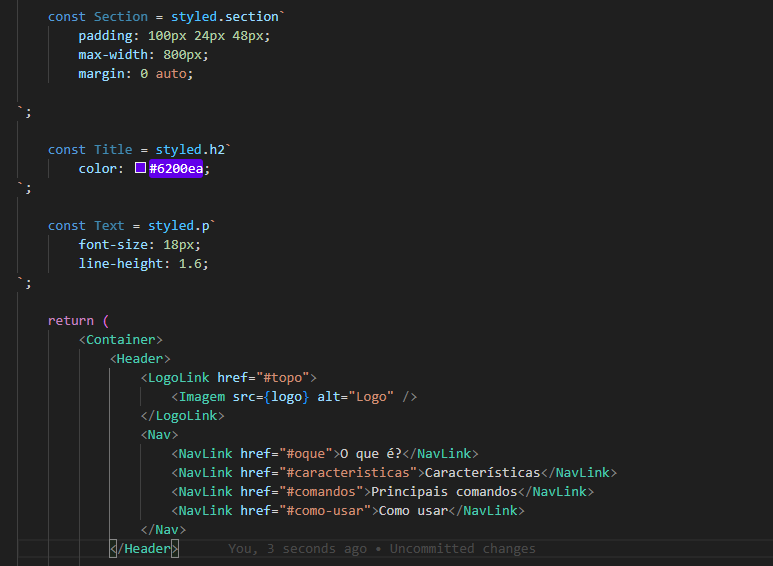 const Section = styled.section`
padding: 100px 24px 48px;
max-width: 800px;
margin: 0 auto;
`;
const Title = styled.h2`
color: #6200ea;
`;
const Text = styled.p`
font-size: 18px;
line-height: 1.6;
`;
return (
<Container>
<Header>
<LogoLink href="#topo">
<Imagem src={logo} alt="Logo" />
</LogoLink>
<Nav>
<NavLink href="#oque">O que é?</NavLink>
<NavLink href="#caracteristicas">Características</NavLink>
<NavLink href="#comandos">Principais comandos</NavLink>
<NavLink href="#como-usar">Como usar</NavLink>
</Nav>
</Header> You, 3 seconds ago • Uncommitted changes